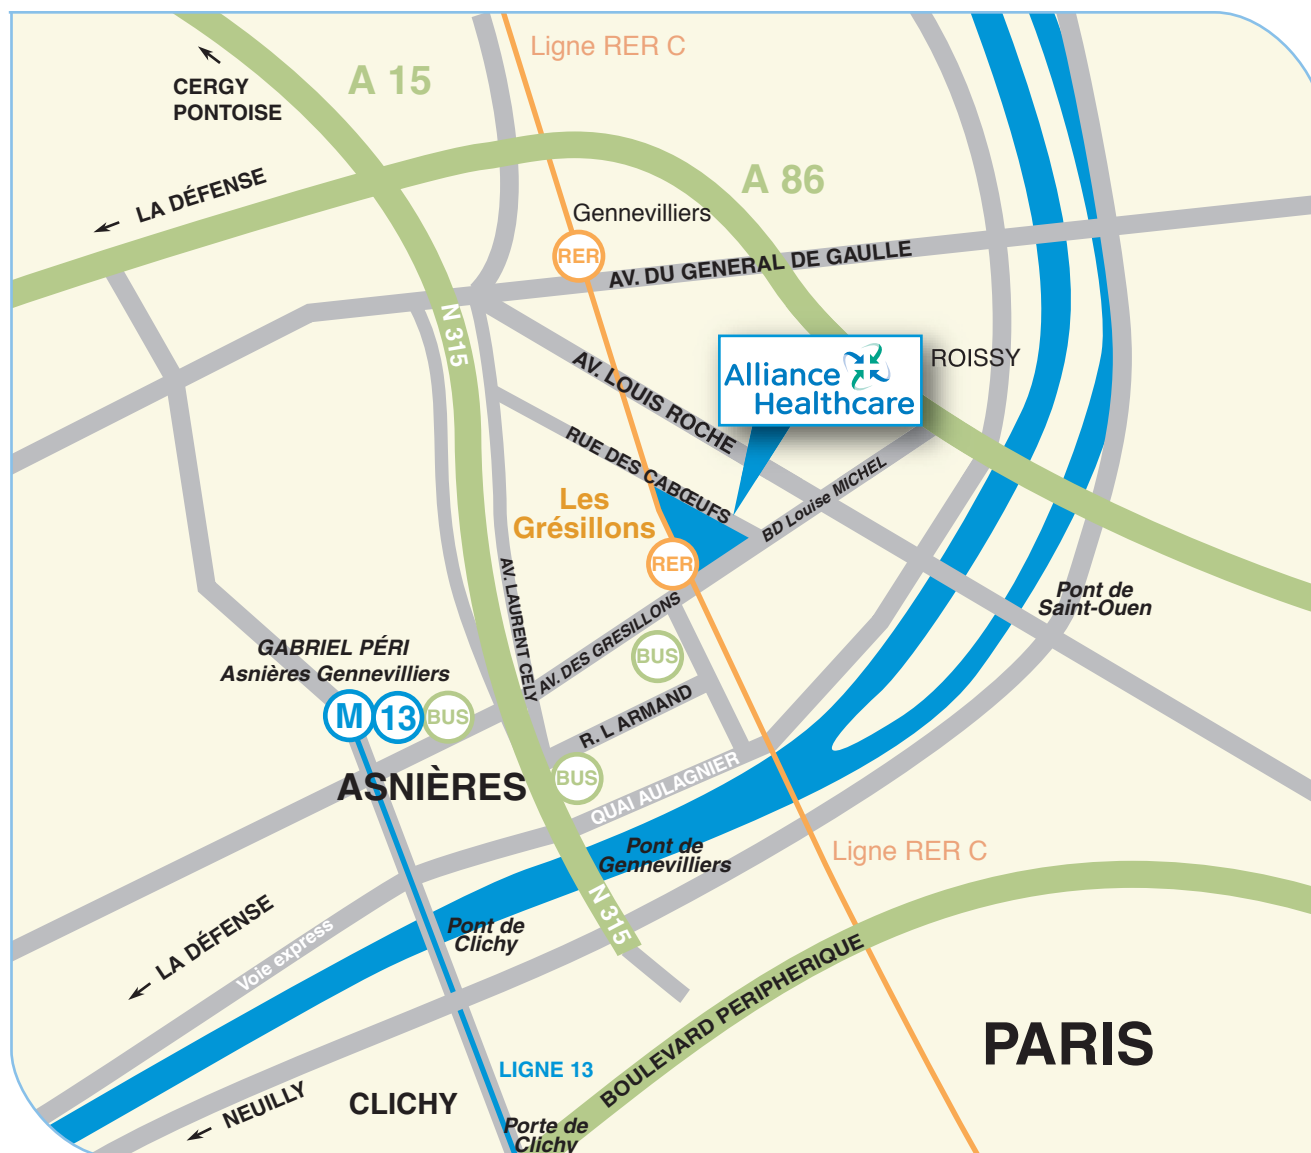 Ligne RER C
A 15
CERGY
PONTOISE
A 86
LA DÉFENSE
Gennevilliers
RER
AV. DU GENERAL DE GAULLE
N 315
Alliance
Healthcare
ROISSY
AV. LOUIS ROCHE
RUE DES CABŒUFS
BD Louise MICHEL
Les
Grésillons
RER
AV. LAURENT CELY
Pont de
Saint-Ouen
AV. DES GRESILLONS
GABRIEL PÉRI
Asnières Gennevilliers
BUS
M
13
BUS
R. L ARMAND
ASNIÈRES
BUS
QUAI AULAGNIER
Pont de
Gennevilliers
Ligne RER C
N 315
LA DÉFENSE
Voie express
Pont de
Clichy
BOULEVARD PERIPHERIQUE
PARIS
LIGNE 13
NEUILLY
CLICHY
Porte de
Clichy